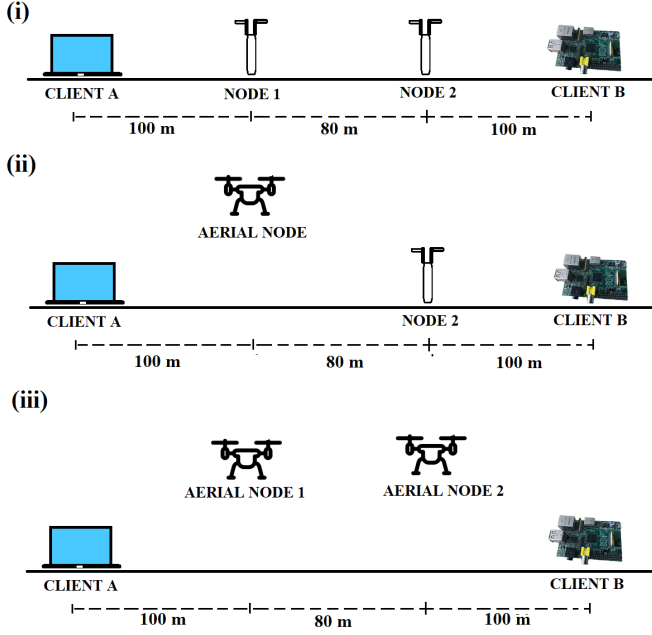 (i)
CLIENT A NODE 1 NODE 2 CLIENT B
100 m 80 m 100 m
(ii)
AERIAL NODE
CLIENT A NODE 2 CLIENT B
100 m 80 m 100 m
(iii)
AERIAL NODE 1 AERIAL NODE 2
CLIENT A CLIENT B
100 m 80 m 100 m